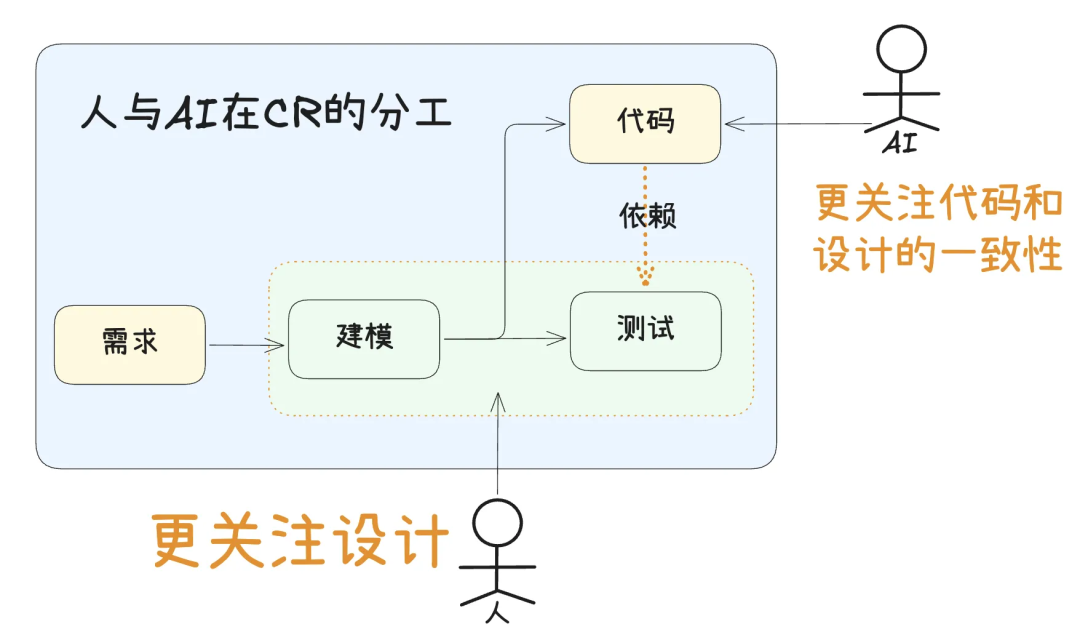 人与AI在CR的分工
代码
AI
更关注代码和
设计的一致性
依赖
需求
建模
测试
更关注设计
人